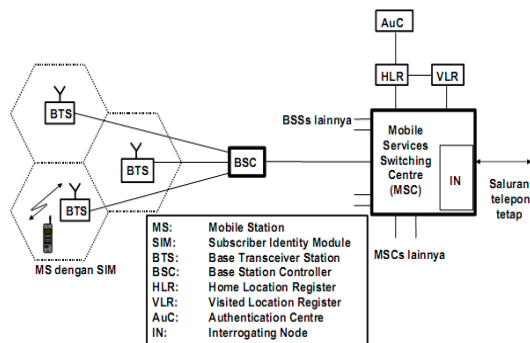 AuC
HLR
VLR
BTS
BSSs lainnya
Mobile
Services
Switching
Centre
(MSC)
IN
BTS
BSC
Saluran
telepon
tetap
BTS
MS dengan SIM
MSCs lainnya
MS: Mobile Station
SIM: Subscriber Identity Module
BTS: Base Transceiver Station
BSC: Base Station Controller
HLR: Home Location Register
VLR: Visited Location Register
AuC: Authentication Centre
IN: Interrogating Node